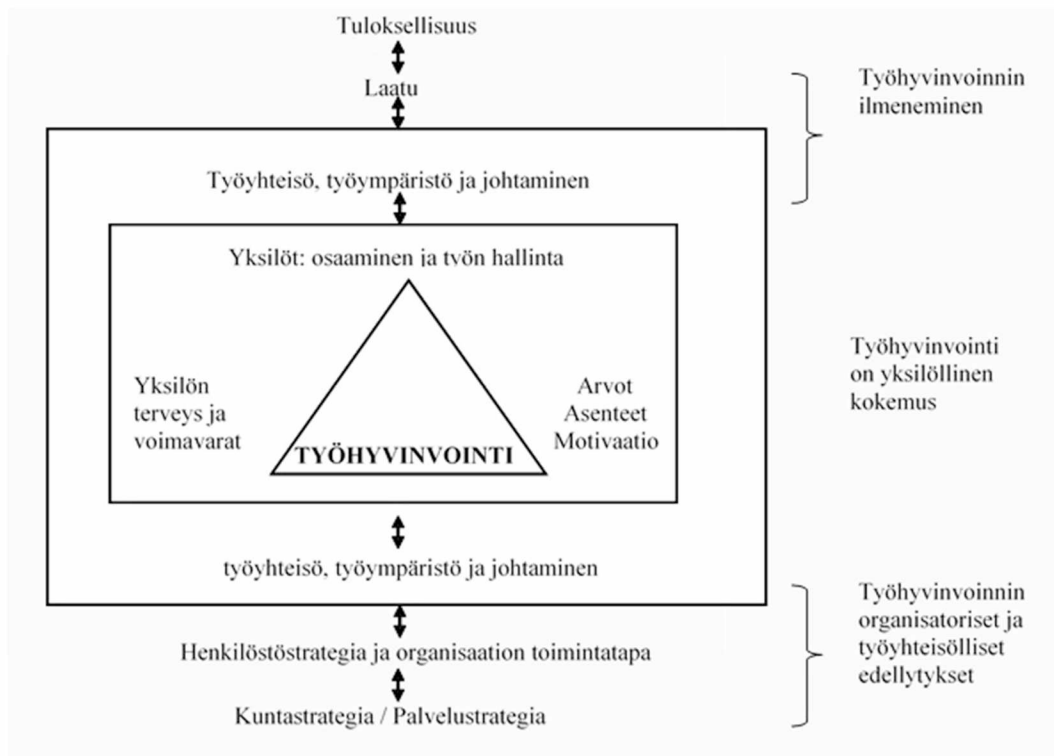 Tuloksellisuus
Laatu
Työhyvinvoinnin
ilmeneminen
Työyhteisö, työympäristö ja johtaminen
Yksilöt: osaaminen ja työn hallinta
Yksilön
terveys ja
voimavarat
Arvot
Asenteet
Motivaatio
TYÖHYVINVOINTI
Työhyvinvointi
on yksilöllinen
kokemus
työyhteisö, työympäristö ja johtaminen
Henkilöstöstrategia ja organisaation toimintatapa
Kuntastrategia / Palvelustrategia
Työhyvinvoinnin
organisatoriset ja
työyhteisölliset
edellytykset